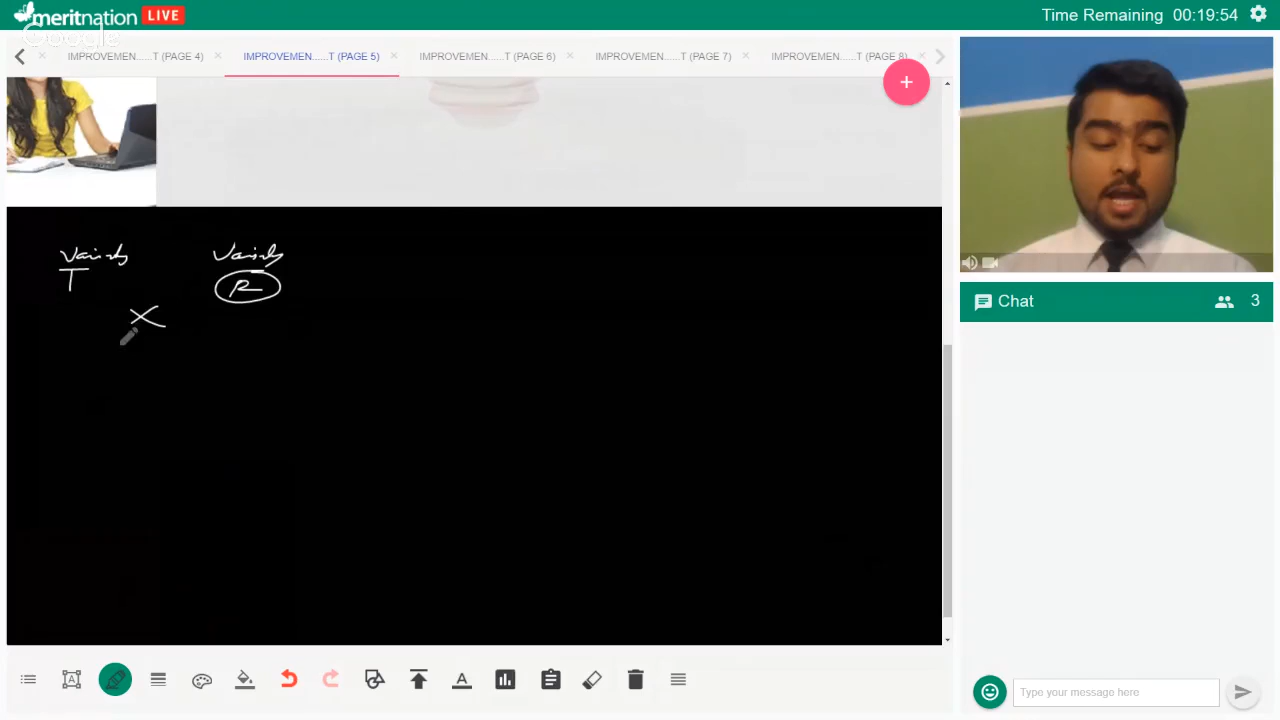 meritnation LIVE
Google
Time Remaining 00:19:54
IMPROVEMEN......T (PAGE-4) IMPROVEMEN......T (PAGE 5) IMPROVEMEN......T (PAGE 6) IMPROVEMEN......T (PAGE 7) IMPROVEMEN......T (PAGE 8)
Variety Variety
T R
X
Chat 3
A A
Type your message here